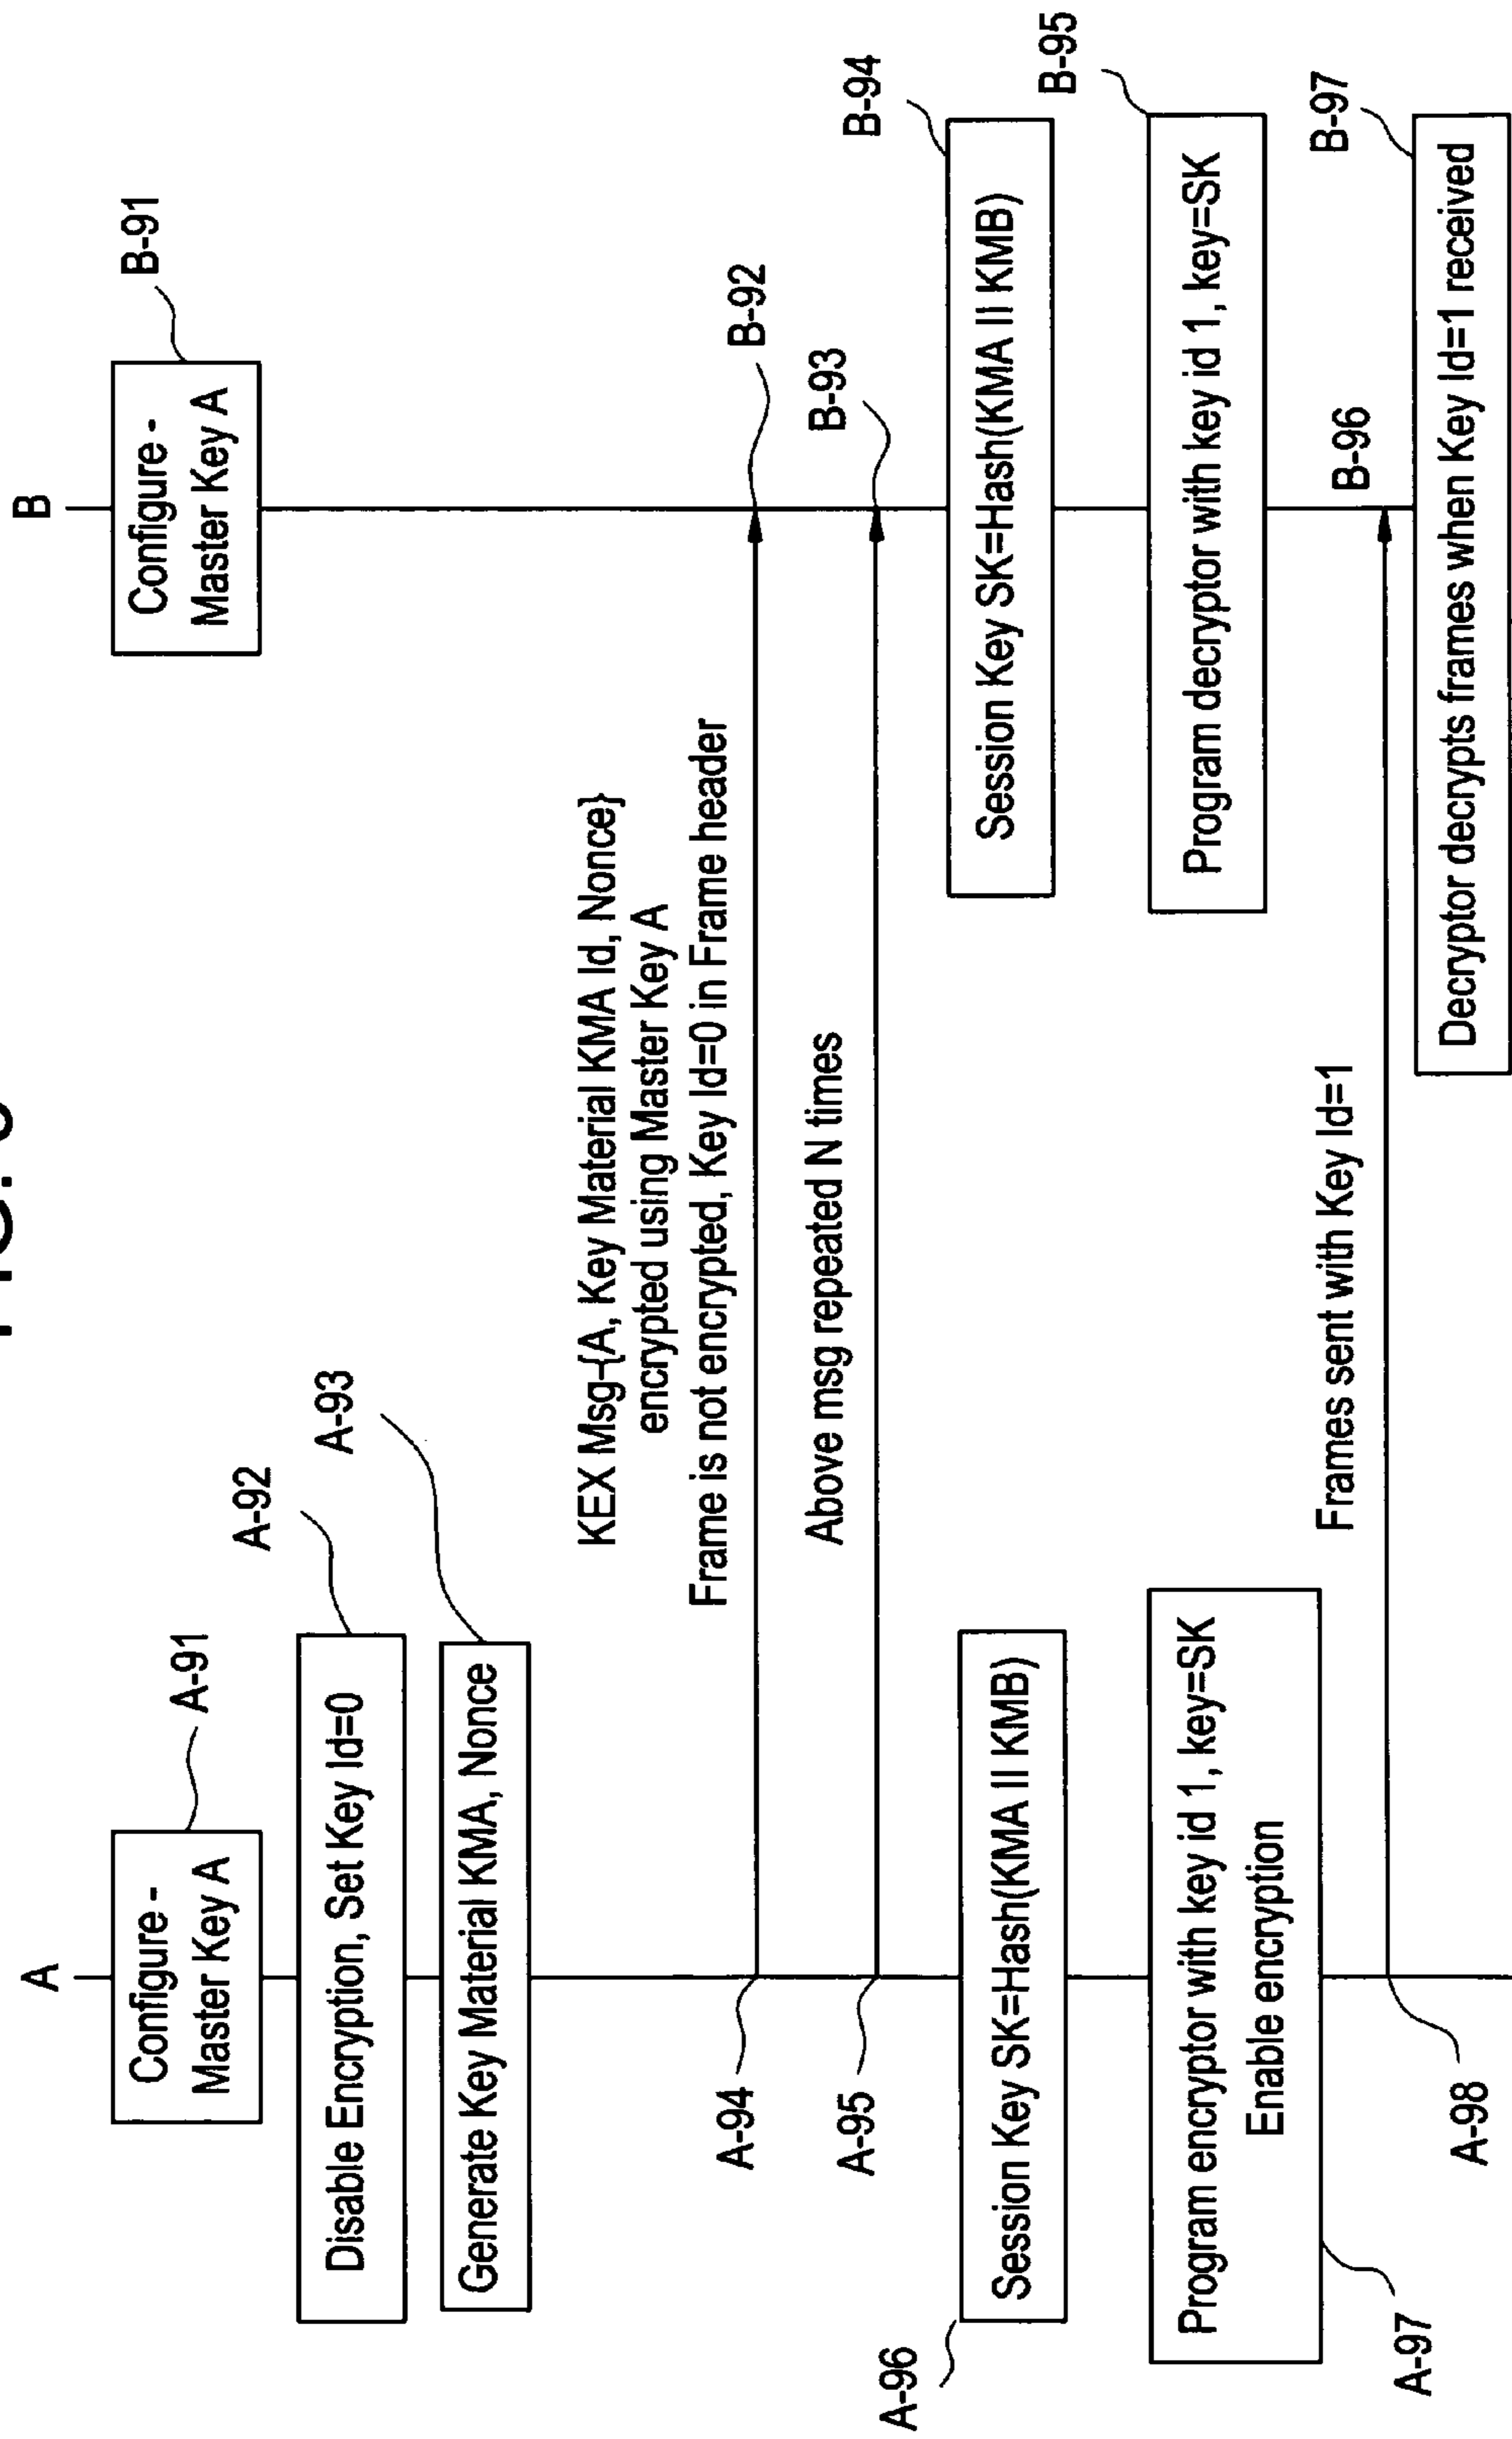 A
B
Configure -
Master Key A
A-91
Configure -
Master Key A
B-91
Disable Encryption, Set Key Id=0
A-92
Generate Key Material KMA, Nonce
A-93
KEX Msg-{A, Key Material KMA Id, Nonce}
encrypted using Master Key A
Frame is not encrypted, Key Id=0 in Frame header
A-94
B-92
Above msg repeated N times
A-95
B-93
A-96
Session Key SK=Hash(KMA II KMB)
Session Key SK=Hash(KMA II KMB)
B-94
Program encryptor with key id 1, key=SK
Enable encryption
A-97
Program decryptor with key id 1, key=SK
B-95
Frames sent with Key Id=1
A-98
B-96
Decryptor decrypts frames when Key Id=1 received
B-97